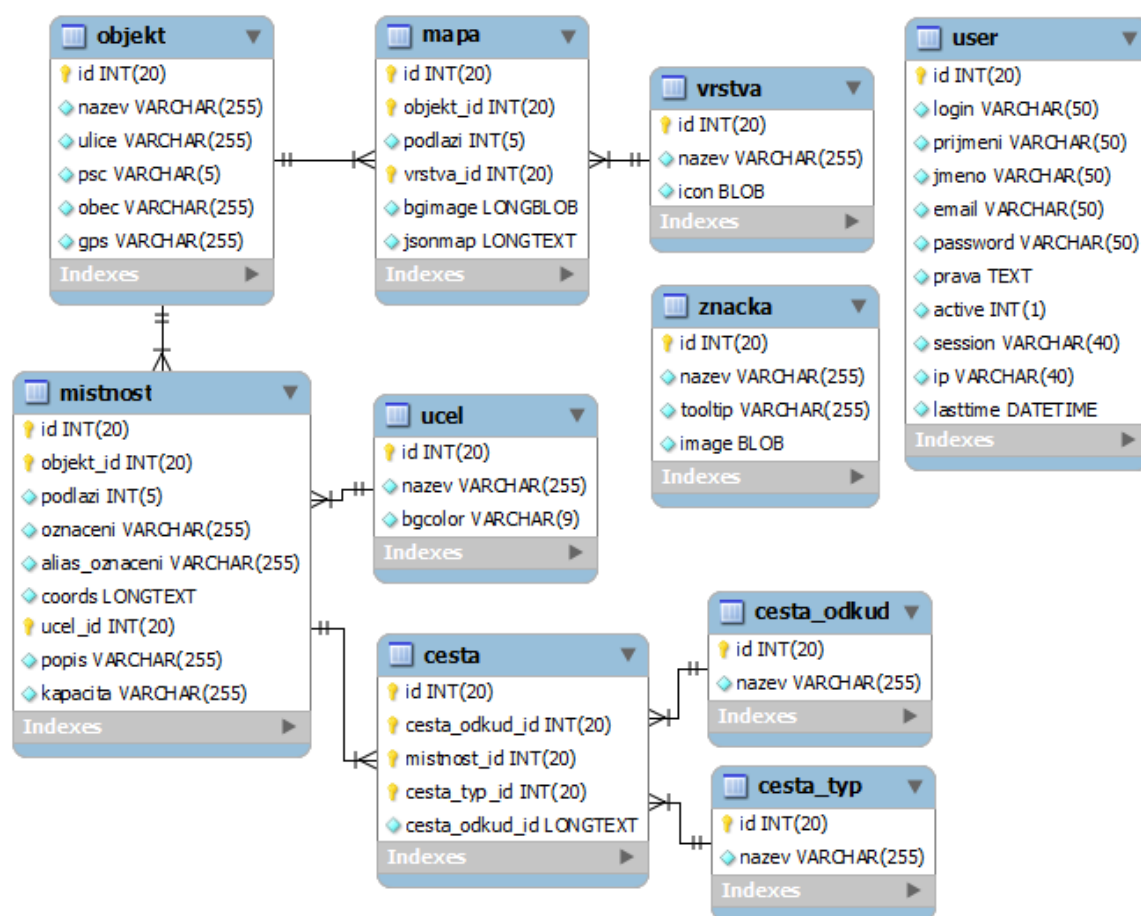 objekt
id INT(20)
nazev VARCHAR(255)
ulice VARCHAR(255)
psc VARCHAR(5)
obec VARCHAR(255)
gps VARCHAR(255)
Indexes
mapa
id INT(20)
objekt_id INT(20)
podlazi INT(5)
vrstva_id INT(20)
bgimage LONGBLOB
jsonmap LONGTEXT
Indexes
vrstva
id INT(20)
nazev VARCHAR(255)
icon BLOB
Indexes
user
id INT(20)
login VARCHAR(50)
prijmeni VARCHAR(50)
jmeno VARCHAR(50)
email VARCHAR(50)
password VARCHAR(50)
prava TEXT
active INT(1)
session VARCHAR(40)
ip VARCHAR(40)
lasttime DATETIME
Indexes
znacka
id INT(20)
nazev VARCHAR(255)
tooltip VARCHAR(255)
image BLOB
Indexes
mistnost
id INT(20)
objekt_id INT(20)
podlazi INT(5)
oznaceni VARCHAR(255)
alias_oznaceni VARCHAR(255)
coords LONGTEXT
ucel_id INT(20)
popis VARCHAR(255)
kapacita VARCHAR(255)
Indexes
ucel
id INT(20)
nazev VARCHAR(255)
bgcolor VARCHAR(9)
Indexes
cesta
id INT(20)
cesta_odkud_id INT(20)
mistnost_id INT(20)
cesta_typ_id INT(20)
cesta_odkud_id LONGTEXT
Indexes
cesta_odkud
id INT(20)
nazev VARCHAR(255)
Indexes
cesta_typ
id INT(20)
nazev VARCHAR(255)
Indexes